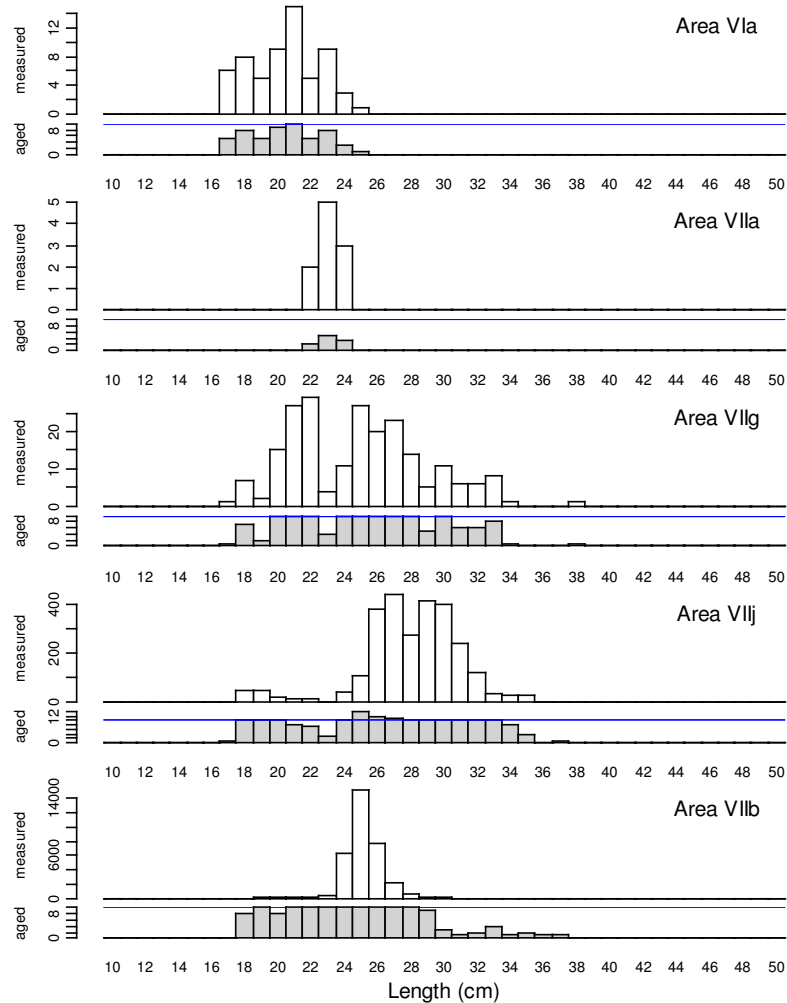 Area VIa
measured
0 4 8 12
aged
0 8
10 12 14 16 18 20 22 24 26 28 30 32 34 36 38 40 42 44 46 48 50
Area VIIa
measured
0 1 2 3 4 5
aged
0 8
10 12 14 16 18 20 22 24 26 28 30 32 34 36 38 40 42 44 46 48 50
Area VIIg
measured
0 10 20
aged
0 8
10 12 14 16 18 20 22 24 26 28 30 32 34 36 38 40 42 44 46 48 50
Area VIIj
measured
0 200 400
aged
0 12
10 12 14 16 18 20 22 24 26 28 30 32 34 36 38 40 42 44 46 48 50
Area VIIb
measured
0 6000 14000
aged
0 8
10 12 14 16 18 20 22 24 26 28 30 32 34 36 38 40 42 44 46 48 50
Length (cm)